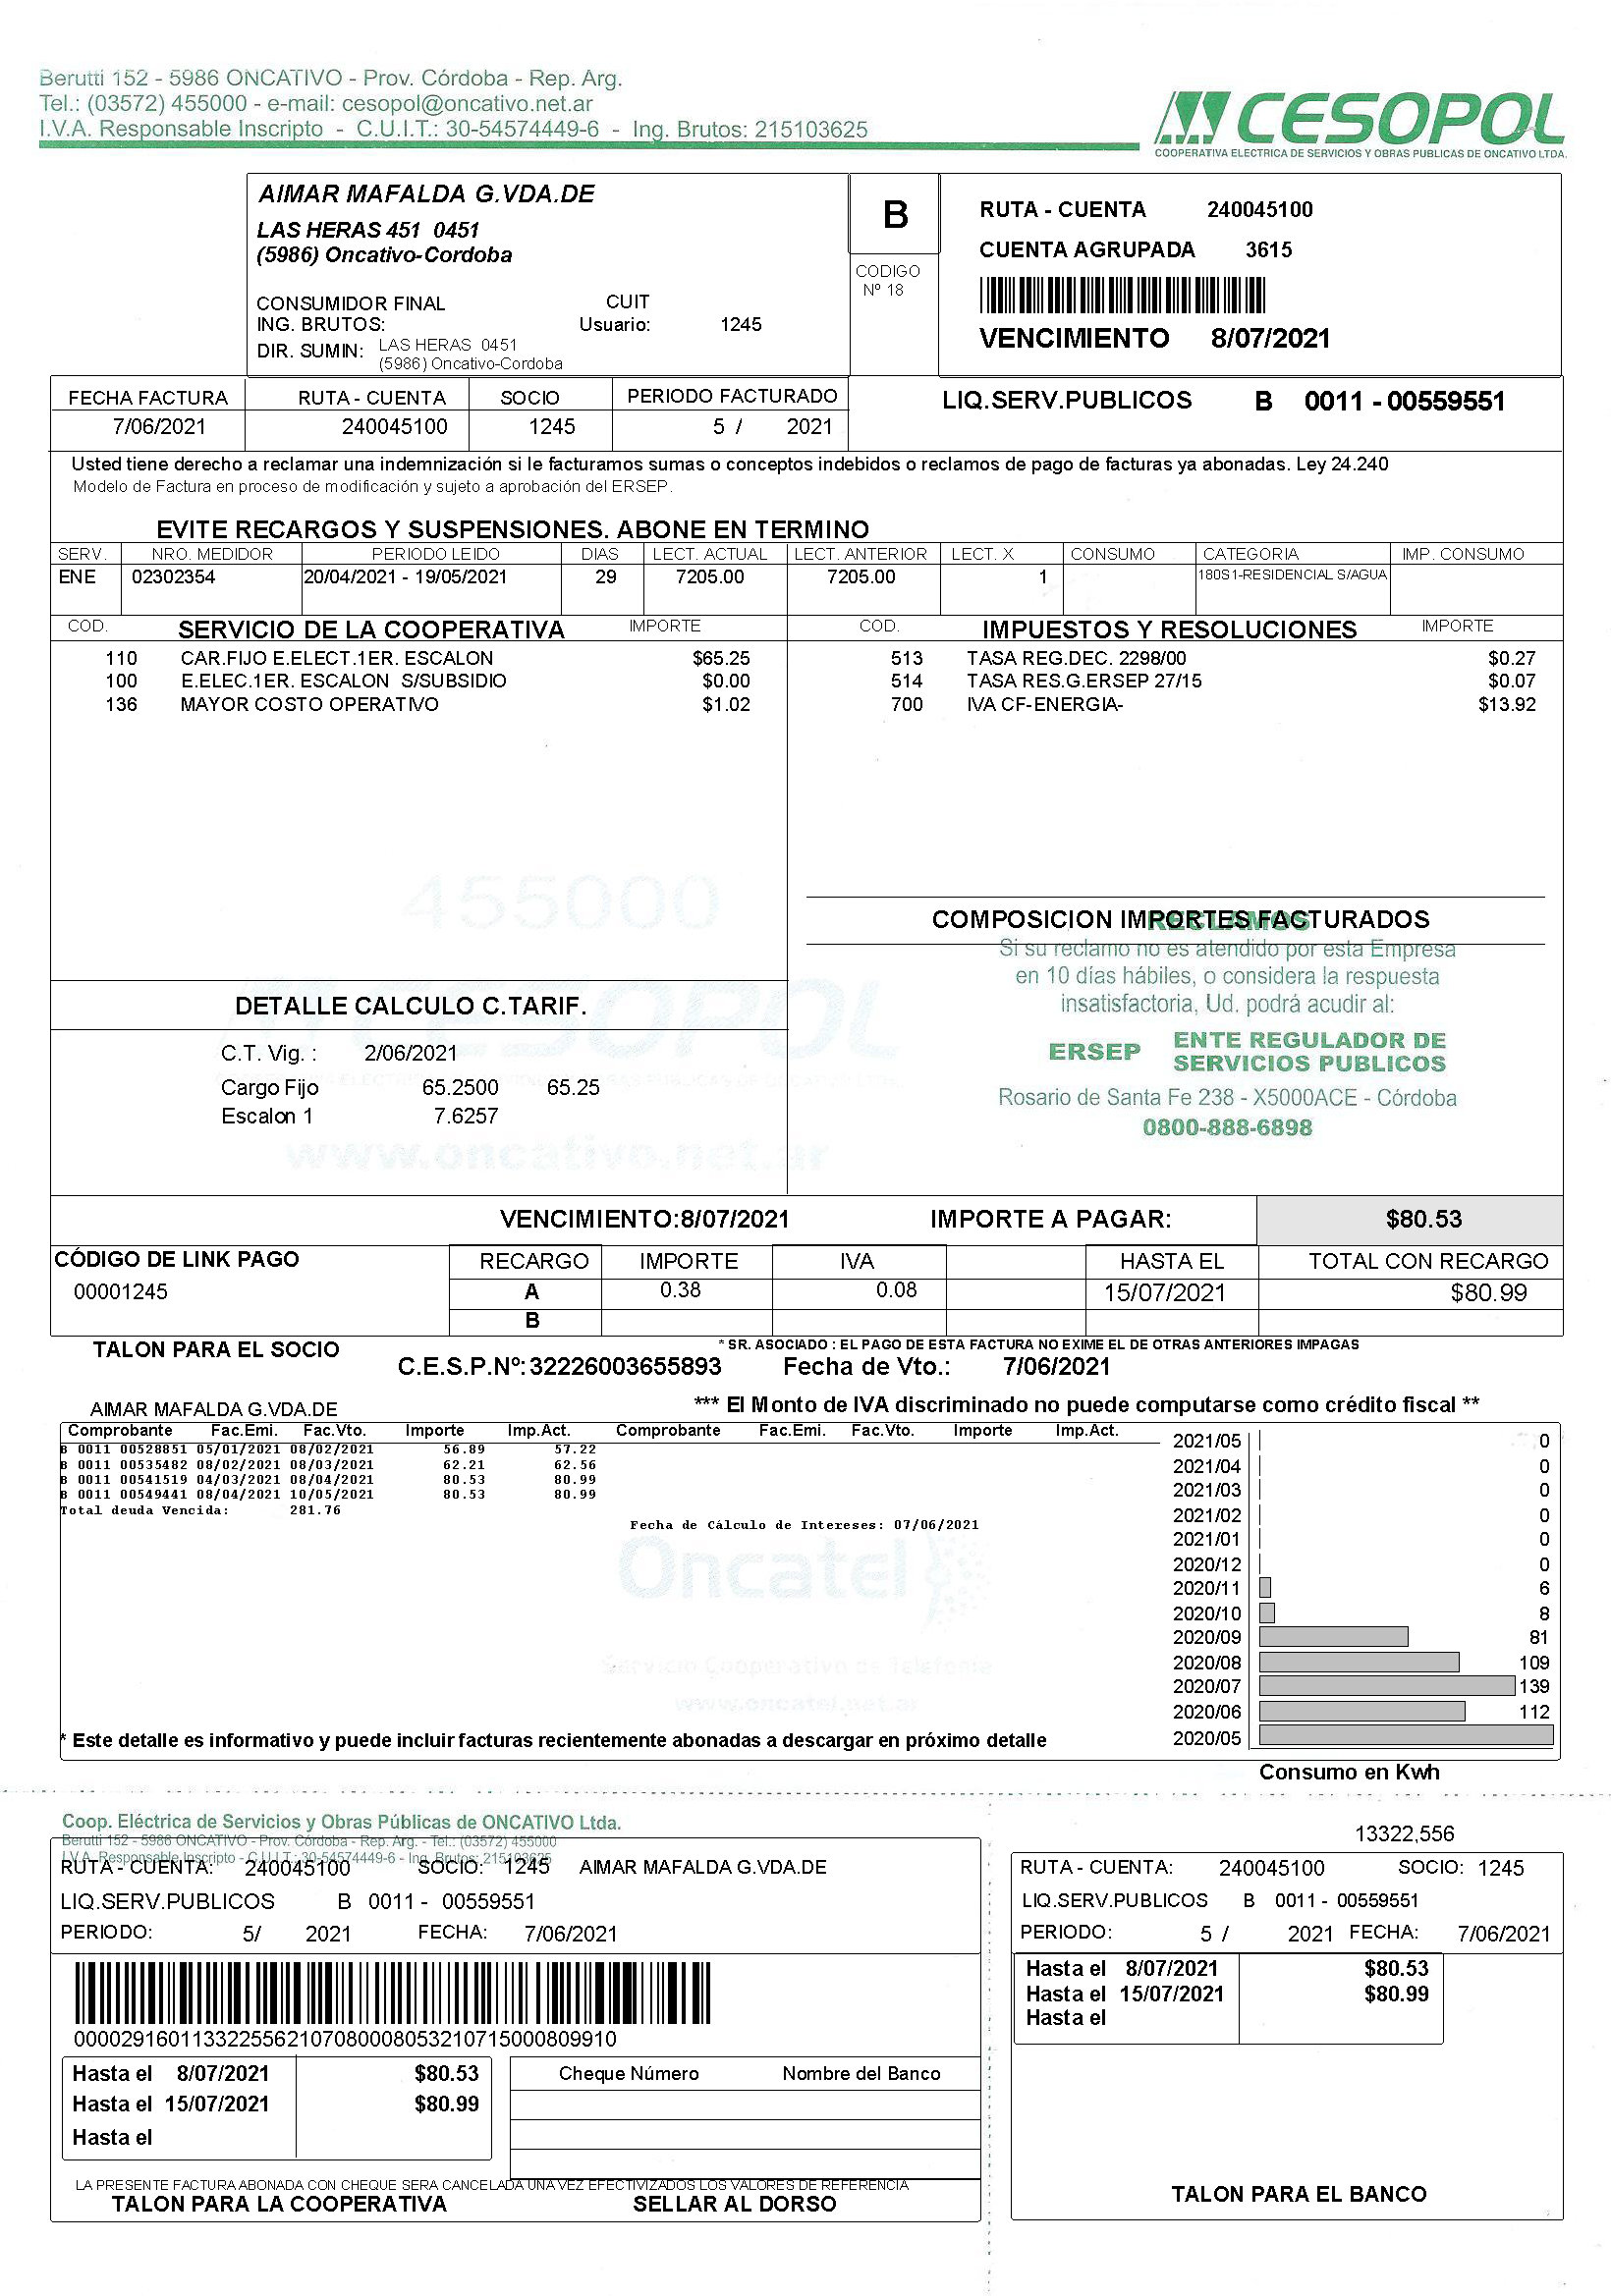 Berutti 152 - 5986 ONCATIVO - Prov. Córdoba - Rep. Arg.
Tel.: (03572) 455000 - e-mail: cesopol@oncativo.net.ar
I.V.A. Responsable Inscripto - C.U.I.T.: 30-54574449-6 - Ing. Brutos: 215103625
CESOPOL
COOPERATIVA ELECTRICA DE SERVICIOS Y OBRAS PUBLICAS DE ONCATIVO LTDA.
AIMAR MAFALDA G.VDA.DE
LAS HERAS 451 0451
(5986) Oncativo-Cordoba
CONSUMIDOR FINAL CUIT
ING. BRUTOS: Usuario: 1245
DIR. SUMIN: LAS HERAS 0451
(5986) Oncativo-Cordoba
B
CODIGO
Nº 18
RUTA - CUENTA 240045100
CUENTA AGRUPADA 3615
VENCIMIENTO 8/07/2021
FECHA FACTURA RUTA - CUENTA SOCIO PERIODO FACTURADO
7/06/2021 240045100 1245 5 / 2021
LIQ.SERV.PUBLICOS B 0011 - 00559551
Usted tiene derecho a reclamar una indemnización si le facturamos sumas o conceptos indebidos o reclamos de pago de facturas ya abonadas. Ley 24.240
Modelo de Factura en proceso de modificación y sujeto a aprobación del ERSEP.
EVITE RECARGOS Y SUSPENSIONES. ABONE EN TERMINO
SERV. NRO. MEDIDOR PERIODO LEIDO DIAS LECT. ACTUAL LECT. ANTERIOR LECT. X CONSUMO CATEGORIA IMP. CONSUMO
ENE 02302354 20/04/2021 - 19/05/2021 29 7205.00 7205.00 1 180S1-RESIDENCIAL S/AGUA
COD. SERVICIO DE LA COOPERATIVA IMPORTE COD. IMPUESTOS Y RESOLUCIONES IMPORTE
110 CAR.FIJO E.ELECT.1ER. ESCALON $65.25 513 TASA REG.DEC. 2298/00 $0.27
100 E.ELEC.1ER. ESCALON S/SUBSIDIO $0.00 514 TASA RES.G.ERSEP 27/15 $0.07
136 MAYOR COSTO OPERATIVO $1.02 700 IVA CF-ENERGIA- $13.92
455000
CESOPOL
www.oncativo.net.ar
DETALLE CALCULO C.TARIF.
C.T. Vig. : 2/06/2021
Cargo Fijo 65.2500 65.25
Escalon 1 7.6257
COMPOSICION IMPORTES FACTURADOS
RECLAMOS
Si su reclamo no es atendido por esta Empresa
en 10 días hábiles, o considera la respuesta
insatisfactoria, Ud. podrá acudir al:
ERSEP ENTE REGULADOR DE
SERVICIOS PUBLICOS
Rosario de Santa Fe 238 - X5000ACE - Córdoba
0800-888-6898
VENCIMIENTO:8/07/2021 IMPORTE A PAGAR: $80.53
CÓDIGO DE LINK PAGO RECARGO IMPORTE IVA HASTA EL TOTAL CON RECARGO
00001245 A 0.38 0.08 15/07/2021 $80.99
B
TALON PARA EL SOCIO * SR. ASOCIADO : EL PAGO DE ESTA FACTURA NO EXIME EL DE OTRAS ANTERIORES IMPAGAS
C.E.S.P.Nº: 32226003655893 Fecha de Vto.: 7/06/2021
AIMAR MAFALDA G.VDA.DE *** El Monto de IVA discriminado no puede computarse como crédito fiscal **
Comprobante Fac.Emi. Fac.Vto. Importe Imp.Act. Comprobante Fac.Emi. Fac.Vto. Importe Imp.Act.
B 0011 00528851 05/01/2021 08/02/2021 56.89 57.22
B 0011 00535482 08/02/2021 08/03/2021 62.21 62.56
B 0011 00541519 04/03/2021 08/04/2021 80.53 80.99
B 0011 00549441 08/04/2021 10/05/2021 80.53 80.99
Total deuda Vencida: 281.76
Fecha de Cálculo de Intereses: 07/06/2021
Oncatel
Servicio Cooperativo de Telefonía
www.oncatel.net.ar
* Este detalle es informativo y puede incluir facturas recientemente abonadas a descargar en próximo detalle
2021/05 0
2021/04 0
2021/03 0
2021/02 0
2021/01 0
2020/12 0
2020/11 6
2020/10 8
2020/09 81
2020/08 109
2020/07 139
2020/06 112
2020/05
Consumo en Kwh
Coop. Eléctrica de Servicios y Obras Públicas de ONCATIVO Ltda.
Berutti 152 - 5986 ONCATIVO - Prov. Córdoba - Rep. Arg. - Tel.: (03572) 455000
I.V.A. Responsable Inscripto - C.U.I.T.: 30-54574449-6 - Ing. Brutos: 215103625
RUTA - CUENTA: 240045100 SOCIO: 1245 AIMAR MAFALDA G.VDA.DE
LIQ.SERV.PUBLICOS B 0011 - 00559551
PERIODO: 5/ 2021 FECHA: 7/06/2021
0000291601133225562107080008053210715000809910
Hasta el 8/07/2021 $80.53
Hasta el 15/07/2021 $80.99
Hasta el
Cheque Número Nombre del Banco
LA PRESENTE FACTURA ABONADA CON CHEQUE SERA CANCELADA UNA VEZ EFECTIVIZADOS LOS VALORES DE REFERENCIA
TALON PARA LA COOPERATIVA SELLAR AL DORSO
13322,556
RUTA - CUENTA: 240045100 SOCIO: 1245
LIQ.SERV.PUBLICOS B 0011 - 00559551
PERIODO: 5 / 2021 FECHA: 7/06/2021
Hasta el 8/07/2021 $80.53
Hasta el 15/07/2021 $80.99
Hasta el
TALON PARA EL BANCO